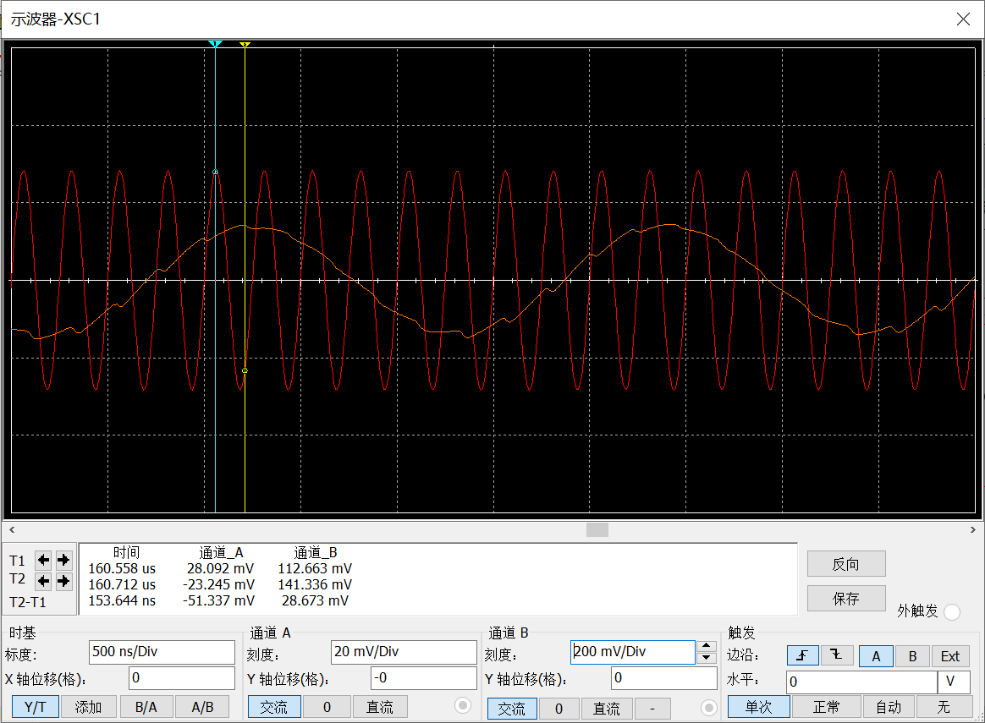 示波器-XSC1
T1
T2
T2-T1
时间 通道_A 通道_B
160.558 us 28.092 mV 112.663 mV
160.712 us -23.245 mV 141.336 mV
153.644 ns -51.337 mV 28.673 mV
反向
保存
外触发
时基
标度: 500 ns/Div
X 轴位移(格): 0
Y/T 添加 B/A A/B
通道 A
刻度: 20 mV/Div
Y 轴位移(格): -0
交流 0 直流
通道 B
刻度: 200 mV/Div
Y 轴位移(格): 0
交流 0 直流 -
触发
边沿: A B Ext
水平: 0 V
单次 正常 自动 无